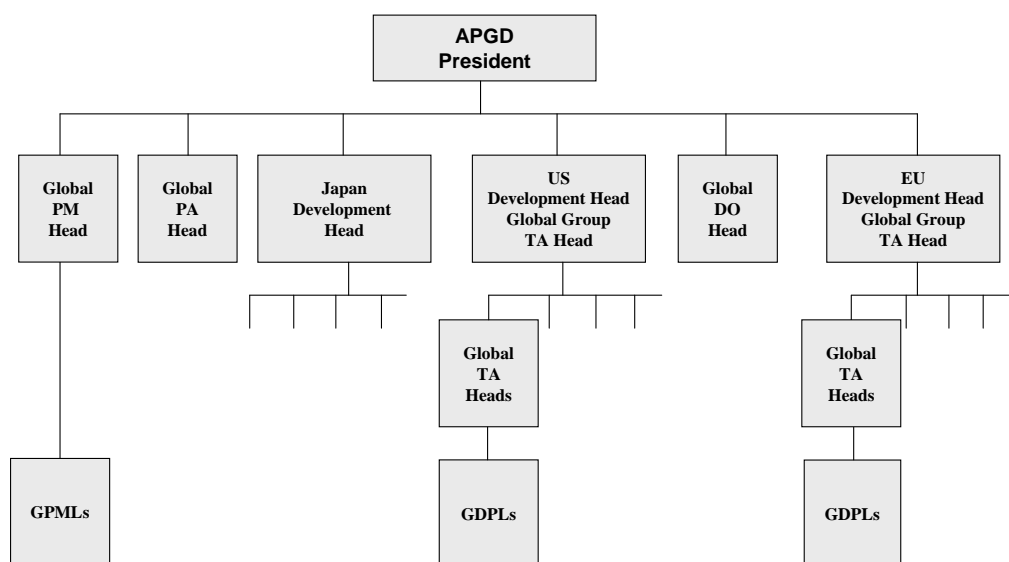 APGD
President
Global
PM
Head
Global
PA
Head
Japan
Development
Head
US
Development Head
Global Group
TA Head
Global
DO
Head
EU
Development Head
Global Group
TA Head
Global
TA
Heads
Global
TA
Heads
GPMLs
GDPLs
GDPLs